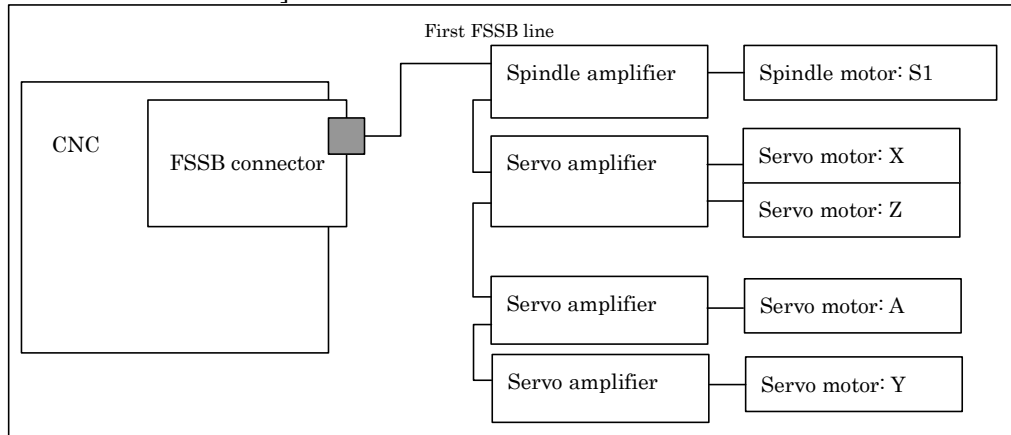 First FSSB line
Spindle amplifier
Spindle motor: S1
CNC
FSSB connector
Servo amplifier
Servo motor: X
Servo motor: Z
Servo amplifier
Servo motor: A
Servo amplifier
Servo motor: Y